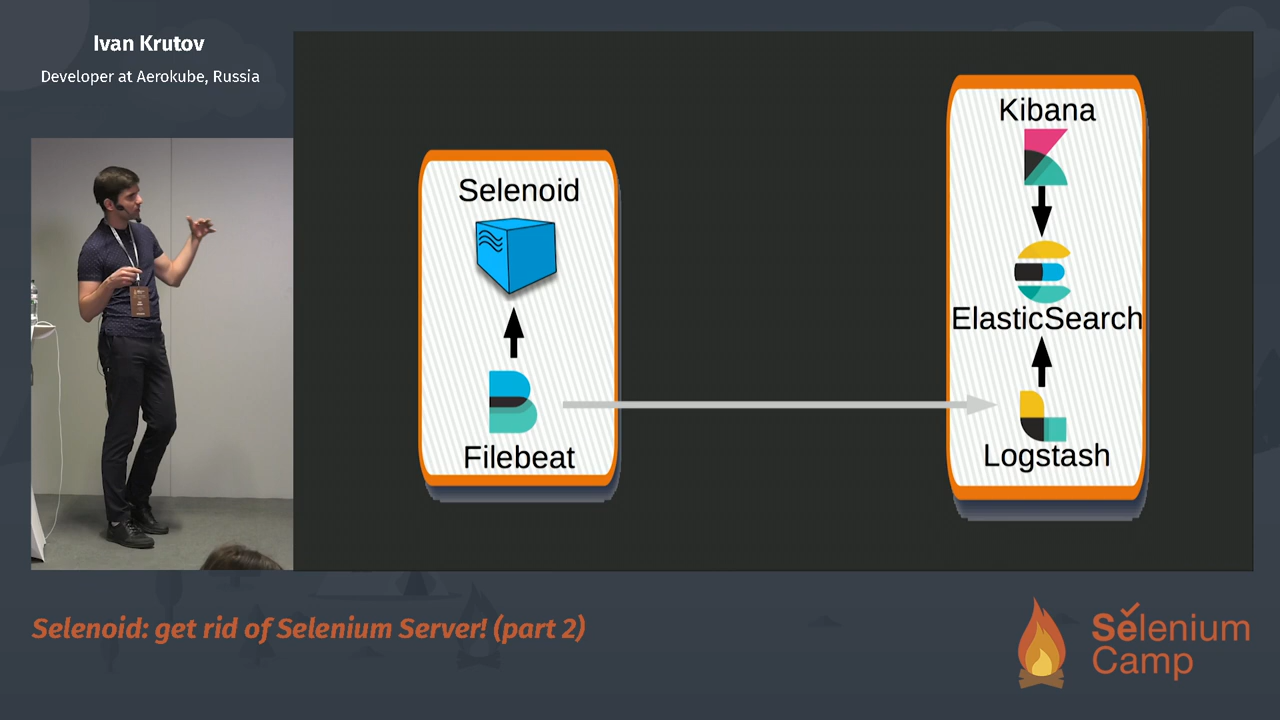 Ivan Krutov
Developer at Aerokube, Russia
Selenoid
Filebeat
Kibana
ElasticSearch
Logstash
Selenoid: get rid of Selenium Server! (part 2)
Selenium
Camp